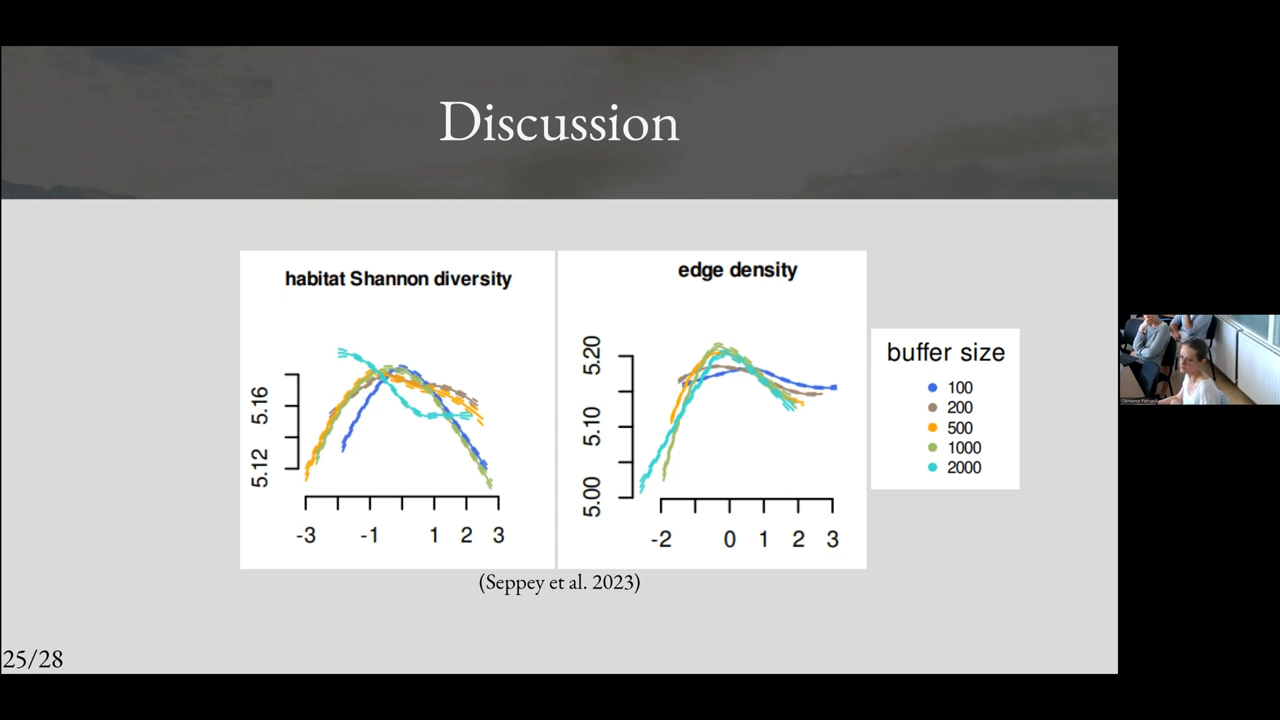 Discussion
habitat Shannon diversity
5.16
5.12
-3 -1 1 2 3
edge density
5.20
5.10
5.00
-2 0 1 2 3
buffer size
100
200
500
1000
2000
(Seppey et al. 2023)
25/28